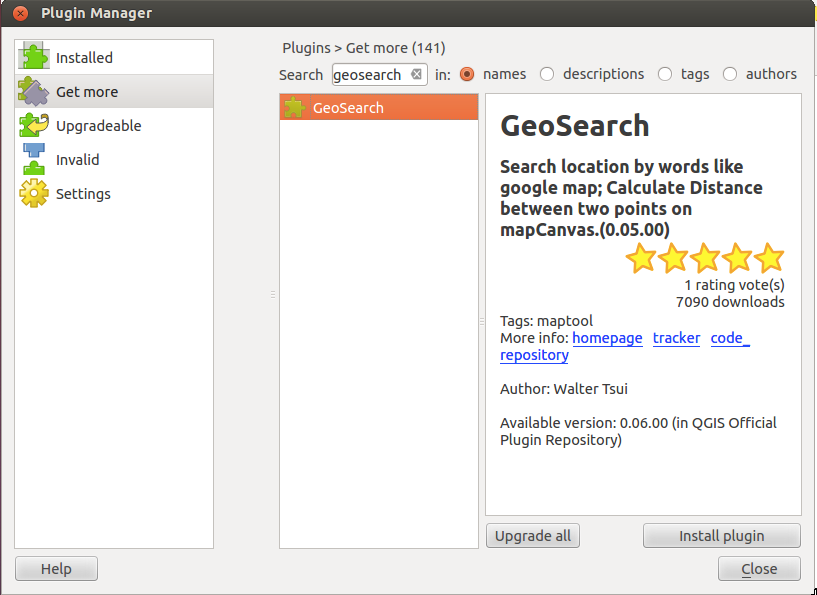 Plugin Manager
Installed
Get more
Upgradeable
Invalid
Settings
Plugins > Get more (141)
Search geosearch in: names descriptions tags authors
GeoSearch
GeoSearch
Search location by words like
google map; Calculate Distance
between two points on
mapCanvas.(0.05.00)
1 rating vote(s)
7090 downloads
Tags: maptool
More info: homepage tracker code_
repository
Author: Walter Tsui
Available version: 0.06.00 (in QGIS Official
Plugin Repository)
Upgrade all Install plugin
Help Close